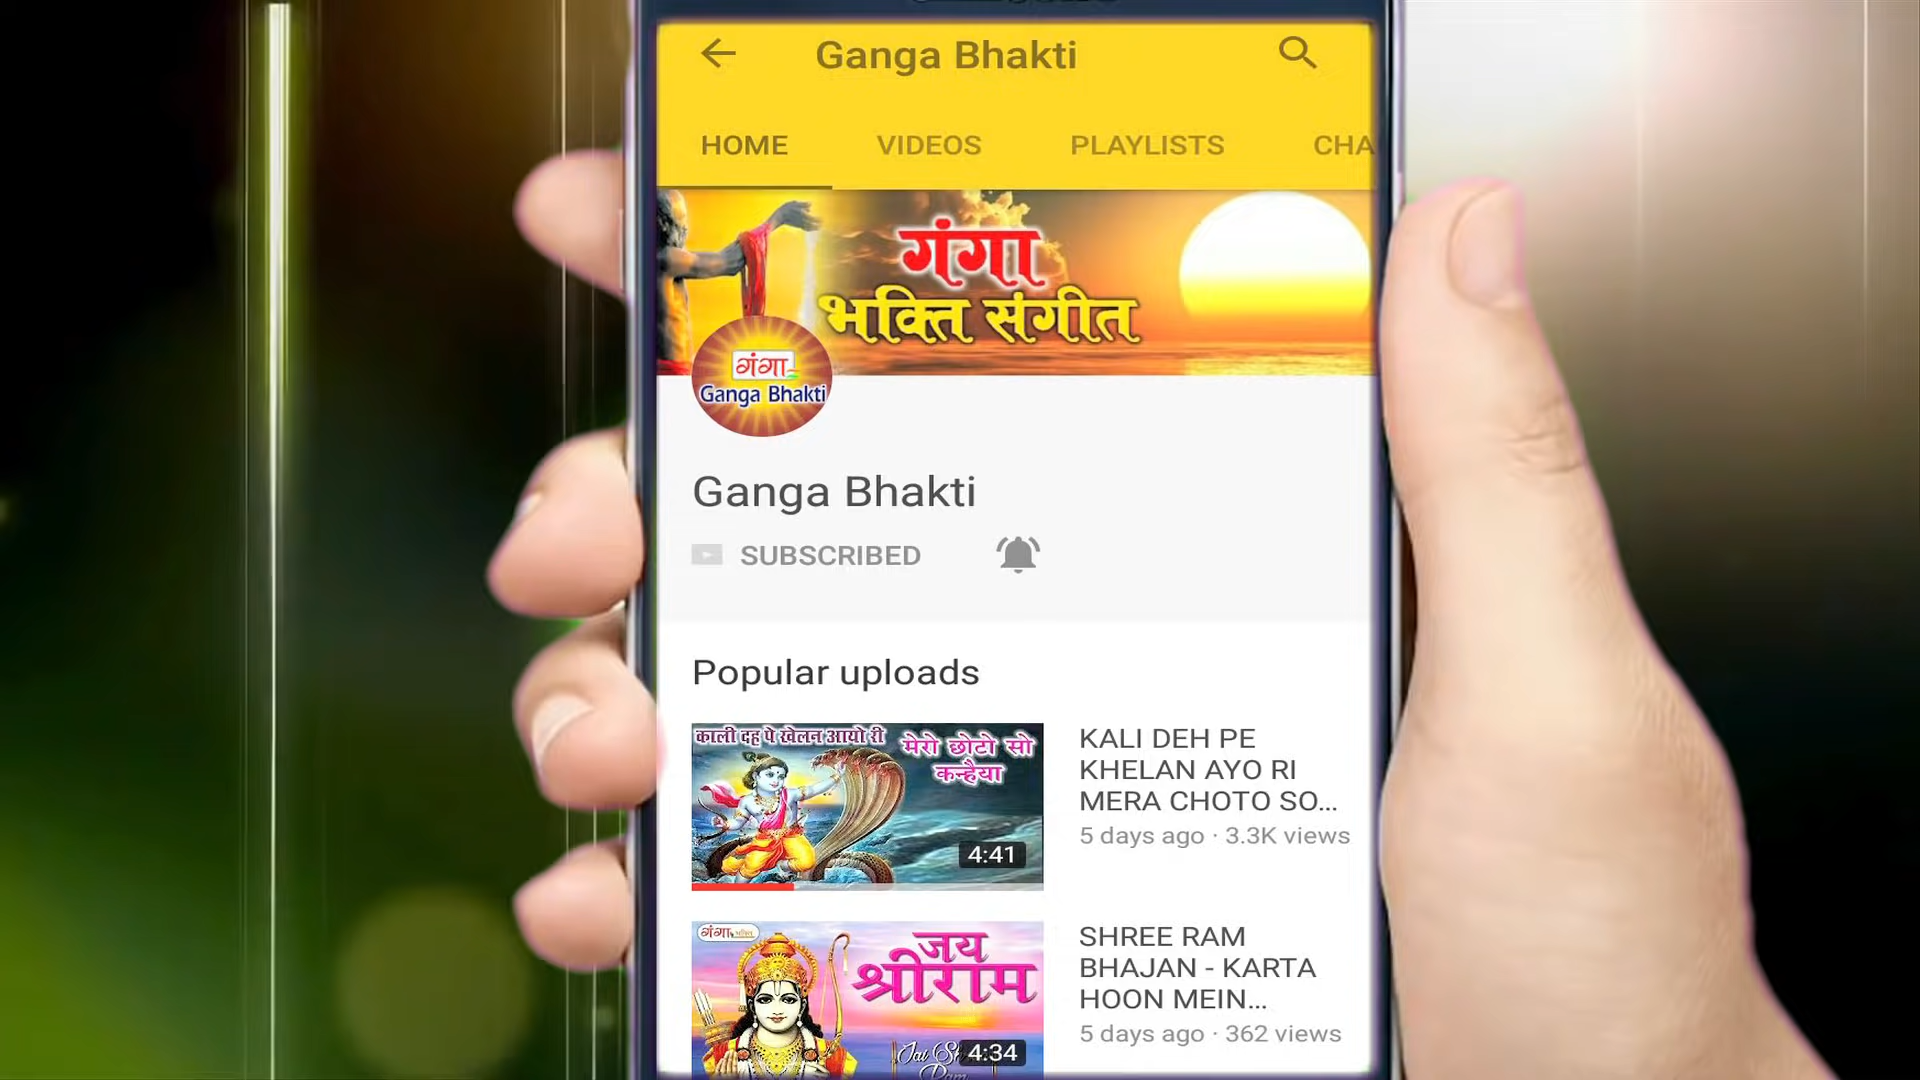 Ganga Bhakti
HOME VIDEOS PLAYLISTS CHA
गंगा
भक्ति संगीत
गंगा
Ganga Bhakti
Ganga Bhakti
SUBSCRIBED
Popular uploads
काली दह पे खेलन आयो री
मेरो छोटो सो
कन्हैया
4:41
KALI DEH PE
KHELAN AYO RI
MERA CHOTO SO...
5 days ago · 3.3K views
गंगा भक्ति
जय
श्रीराम
4:34
SHREE RAM
BHAJAN - KARTA
HOON MEIN...
5 days ago · 362 views